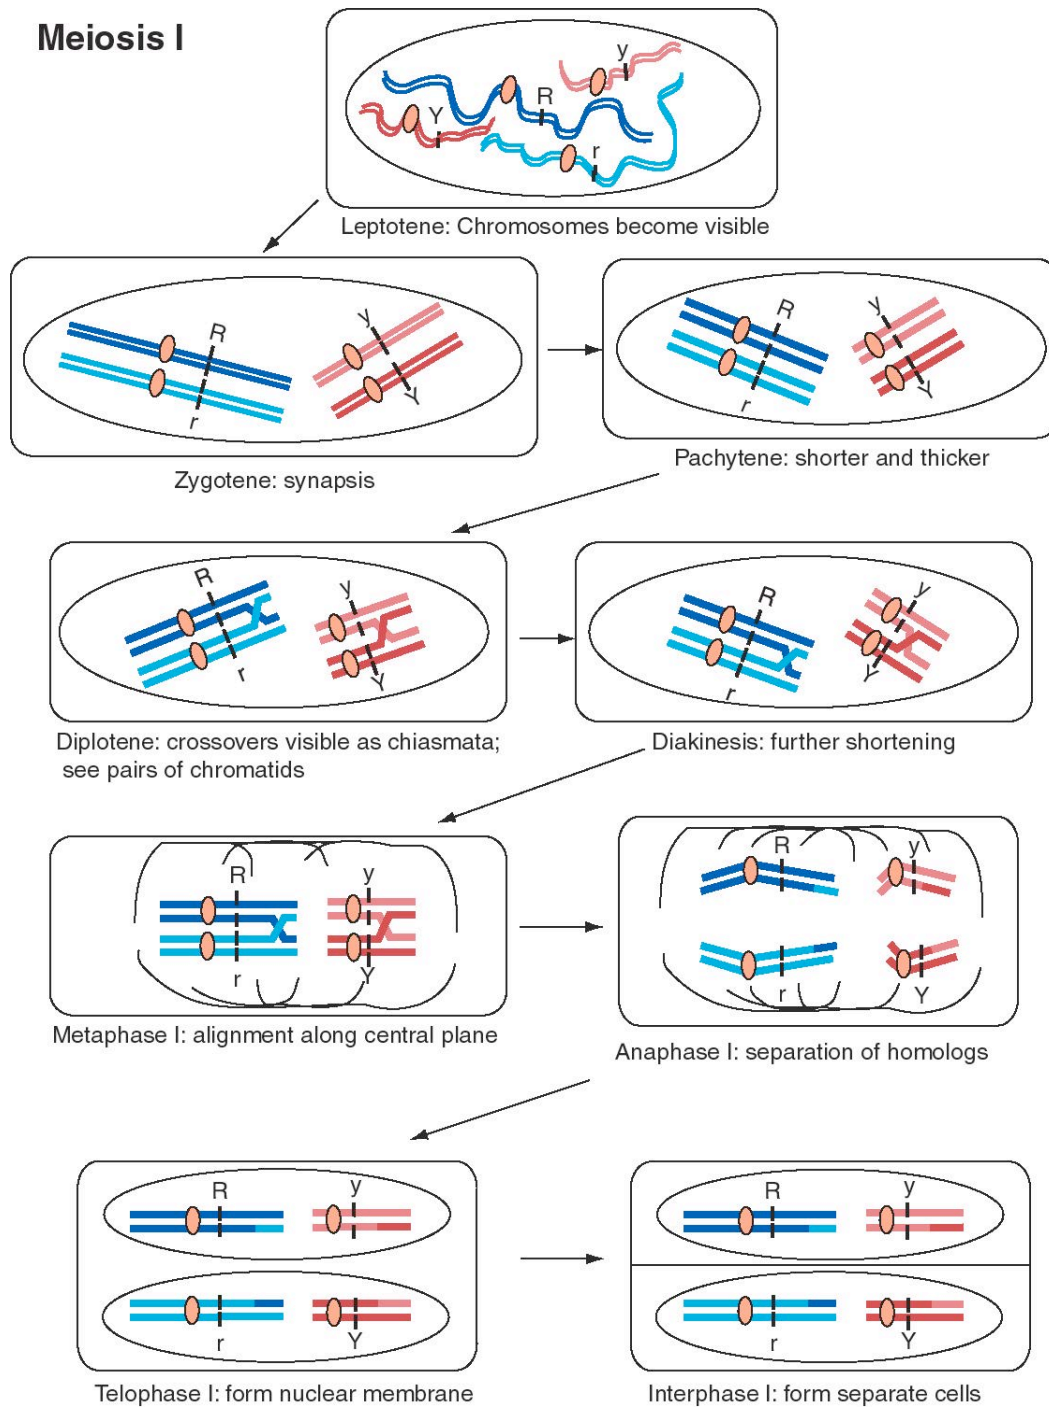 Meiosis I
y
R
Y
r
Leptotene: Chromosomes become visible
R
y
r
Y
Zygotene: synapsis
R
y
r
Y
Pachytene: shorter and thicker
R
y
r
Y
Diplotene: crossovers visible as chiasmata;
see pairs of chromatids
R
y
r
Y
Diakinesis: further shortening
R
y
r
Y
Metaphase I: alignment along central plane
R
y
r
Y
Anaphase I: separation of homologs
R
y
r
Y
Telophase I: form nuclear membrane
R
y
r
Y
Interphase I: form separate cells